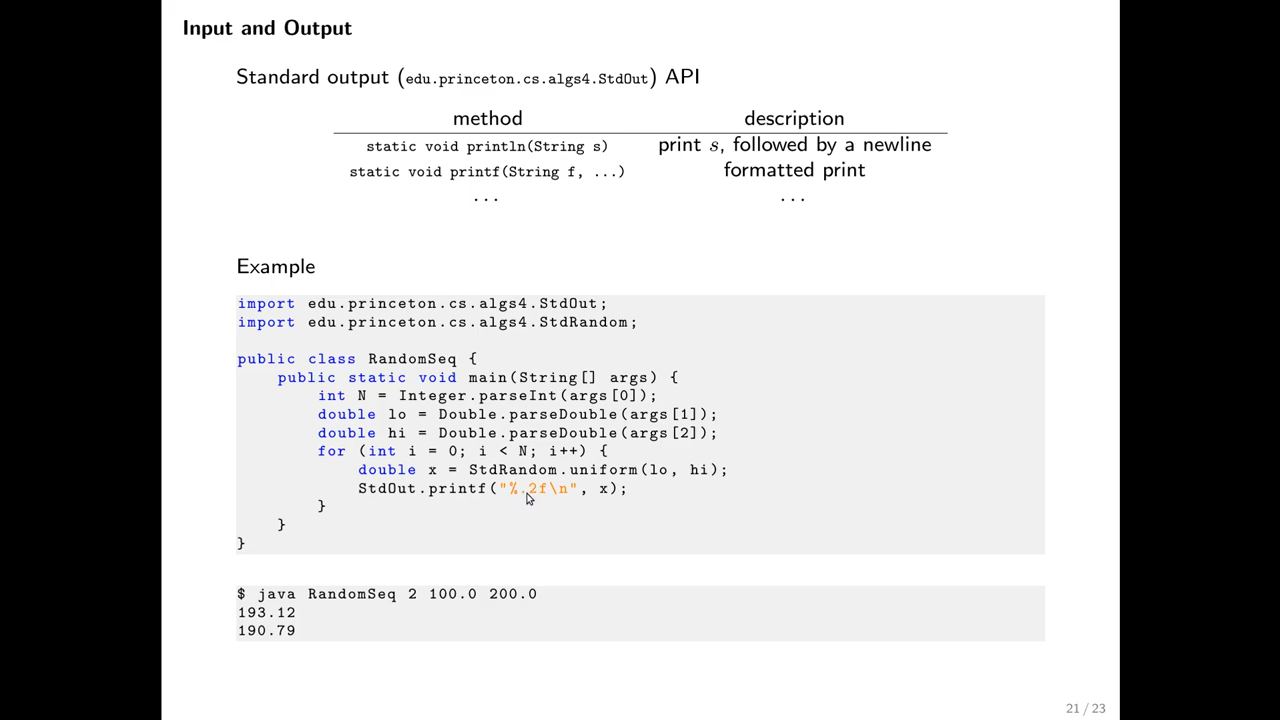 Input and Output
Standard output (edu.princeton.cs.algs4.StdOut) API
method description
static void println(String s) print s, followed by a newline
static void printf(String f, ...) formatted print
... ...
Example
import edu.princeton.cs.algs4.StdOut;
import edu.princeton.cs.algs4.StdRandom;
public class RandomSeq {
    public static void main(String[] args) {
        int N = Integer.parseInt(args[0]);
        double lo = Double.parseDouble(args[1]);
        double hi = Double.parseDouble(args[2]);
        for (int i = 0; i < N; i++) {
            double x = StdRandom.uniform(lo, hi);
            StdOut.printf("%.2f\n", x);
        }
    }
}
$ java RandomSeq 2 100.0 200.0
193.12
190.79
21 / 23